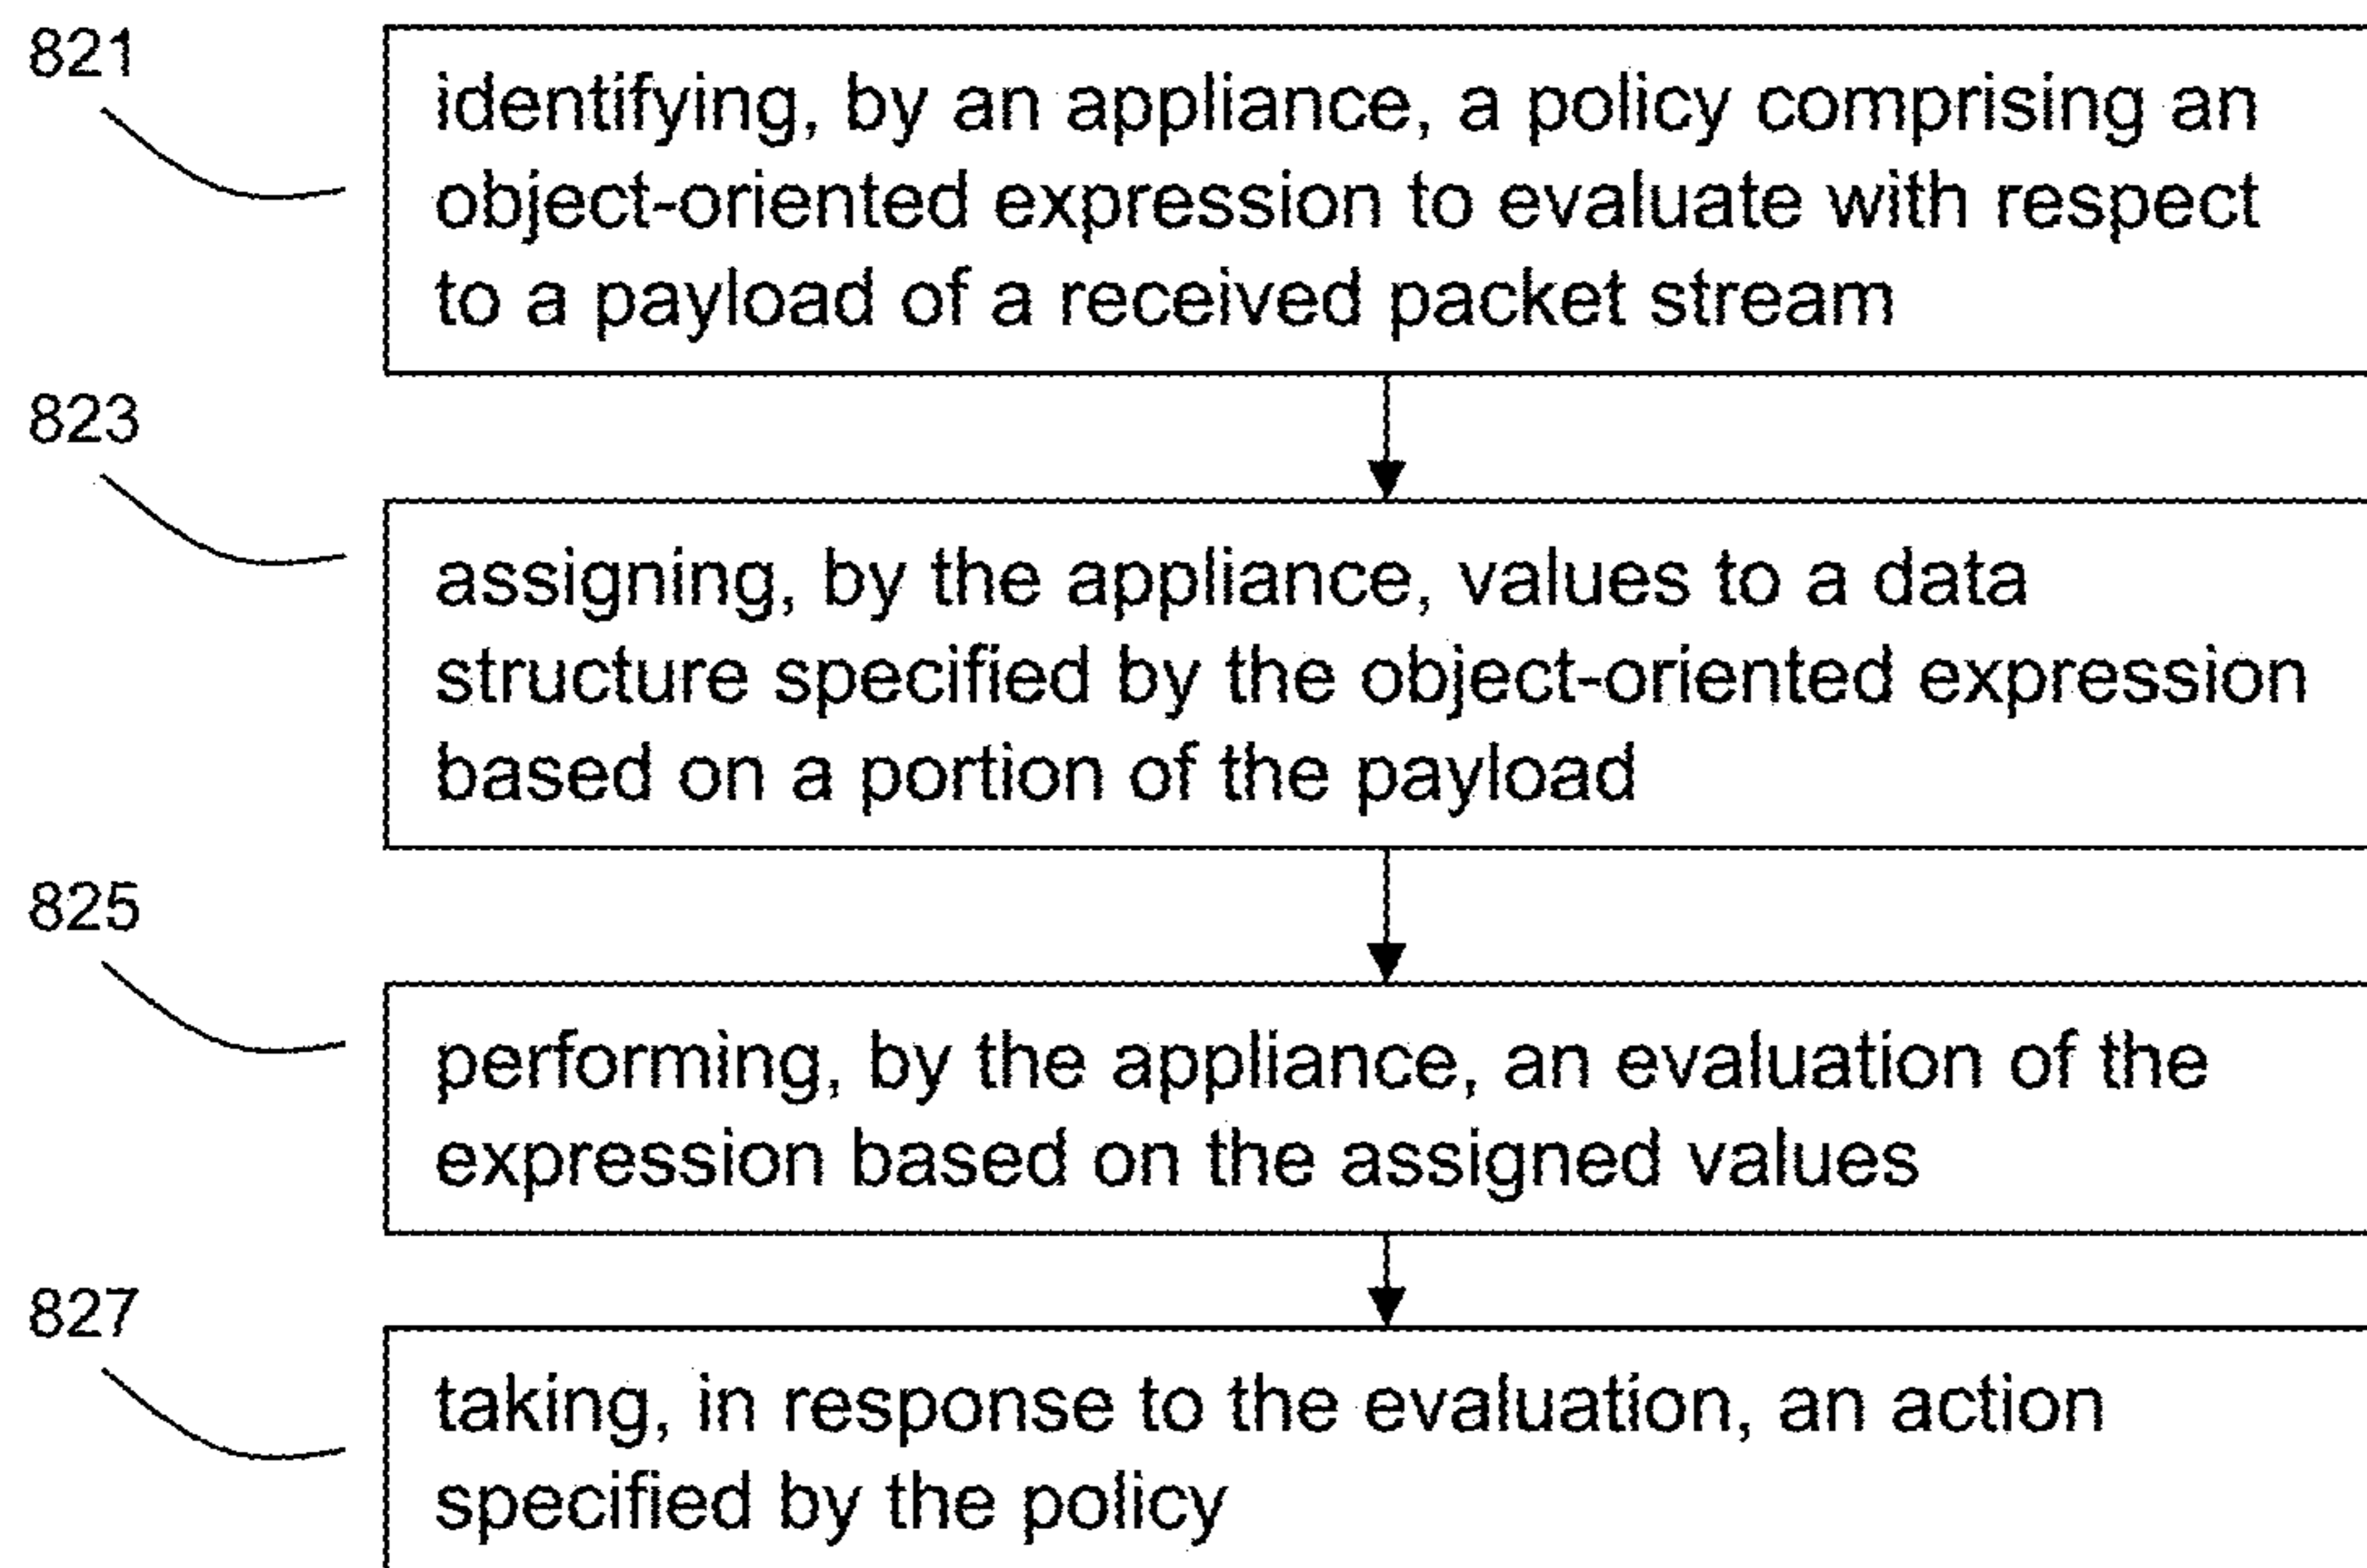 821
identifying, by an appliance, a policy comprising an
object-oriented expression to evaluate with respect
to a payload of a received packet stream
823
assigning, by the appliance, values to a data
structure specified by the object-oriented expression
based on a portion of the payload
825
performing, by the appliance, an evaluation of the
expression based on the assigned values
827
taking, in response to the evaluation, an action
specified by the policy